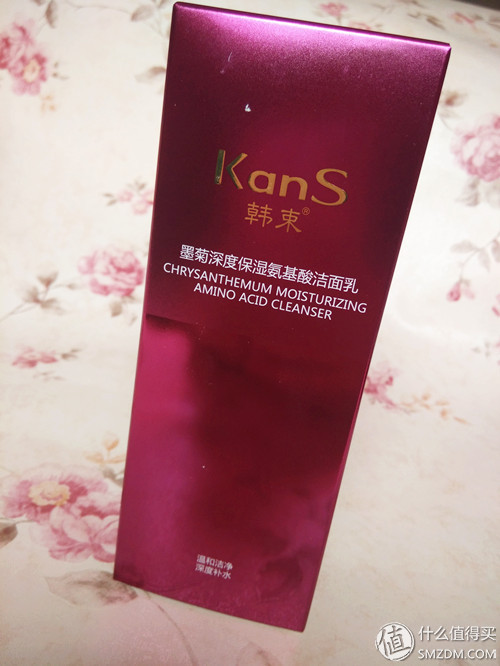 KanS
韩束®
墨菊深度保湿氨基酸洁面乳
CHRYSANTHEMUM MOISTURIZING
AMINO ACID CLEANSER
温和洁净
深度补水
值 什么值得买
SMZDM.COM